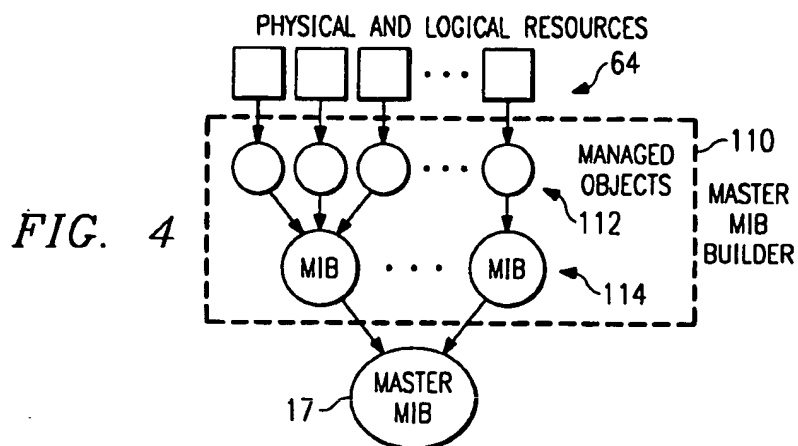 PHYSICAL AND LOGICAL RESOURCES
64
110
MANAGED
OBJECTS
112
MASTER
MIB
BUILDER
FIG. 4
MIB
MIB
114
MASTER
MIB
17